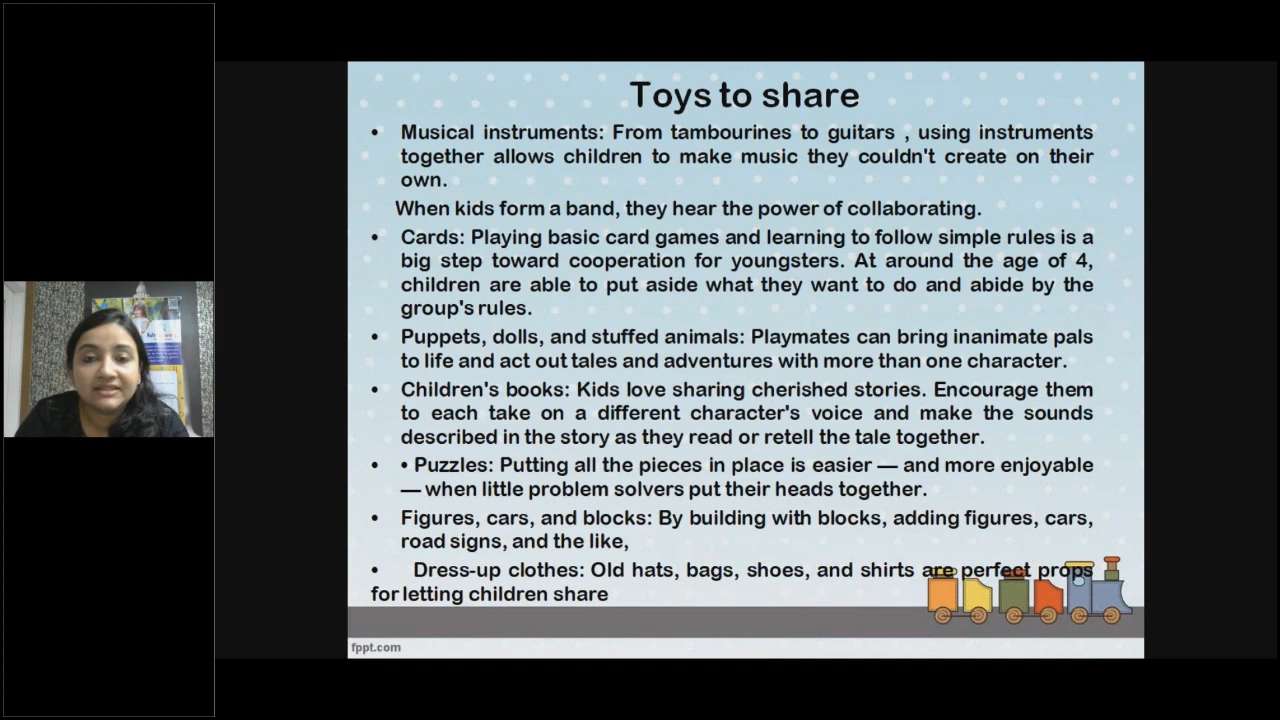 Toys to share
• Musical instruments: From tambourines to guitars , using instruments
together allows children to make music they couldn't create on their
own.
When kids form a band, they hear the power of collaborating.
• Cards: Playing basic card games and learning to follow simple rules is a
big step toward cooperation for youngsters. At around the age of 4,
children are able to put aside what they want to do and abide by the
group's rules.
• Puppets, dolls, and stuffed animals: Playmates can bring inanimate pals
to life and act out tales and adventures with more than one character.
• Children's books: Kids love sharing cherished stories. Encourage them
to each take on a different character's voice and make the sounds
described in the story as they read or retell the tale together.
• • Puzzles: Putting all the pieces in place is easier — and more enjoyable
— when little problem solvers put their heads together.
• Figures, cars, and blocks: By building with blocks, adding figures, cars,
road signs, and the like,
• Dress-up clothes: Old hats, bags, shoes, and shirts are perfect props
for letting children share
fppt.com